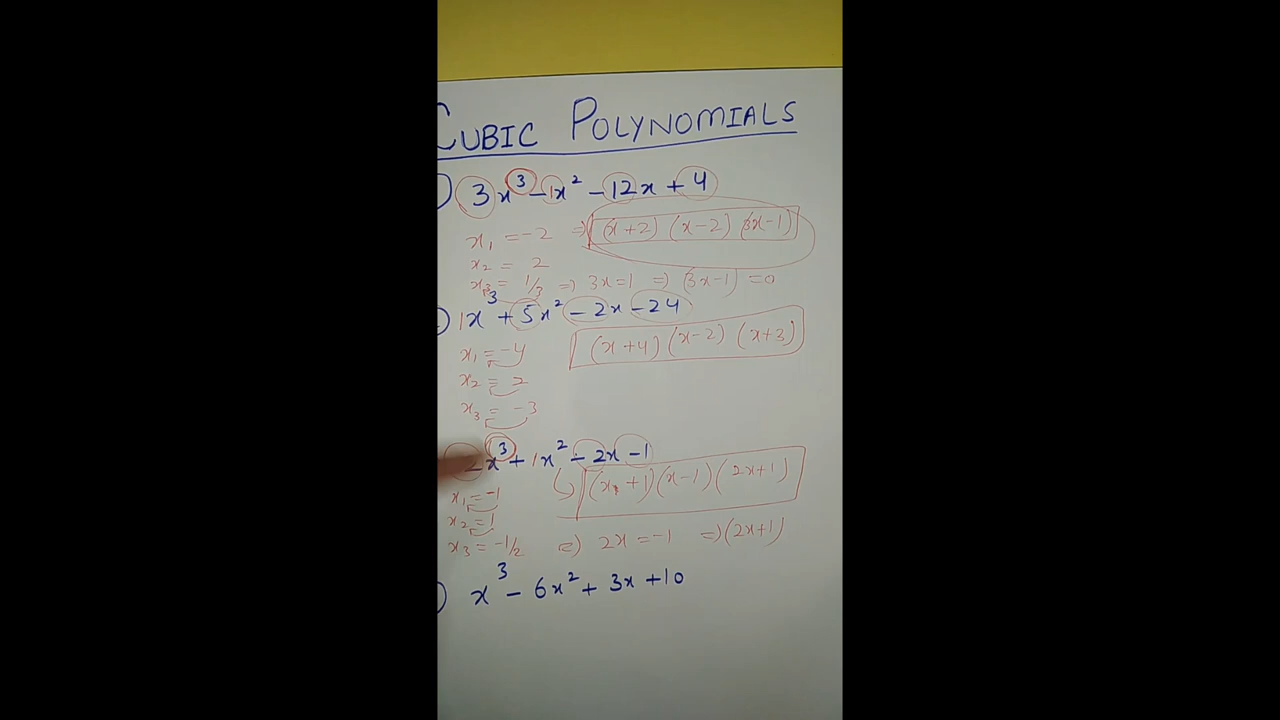 CUBIC POLYNOMIALS
) 3x³ - 1x² - 12x + 4
x₁ = -2 ⇒ (x+2) (x-2) (3x-1)
x₂ = 2
x₃ = 1/3 ⇒ 3x=1 ⇒ (3x-1) =0
) 1x³ + 5x² - 2x - 24
x₁ = -4 (x+4) (x-2) (x+3)
x₂ = 2
x₃ = -3
2x³ + 1x² - 2x - 1
x₁ = -1 (x+1) (x-1) (2x+1)
x₂ = 1
x₃ = -1/2 ⇒ 2x = -1 ⇒ (2x+1)
) x³ - 6x² + 3x + 10